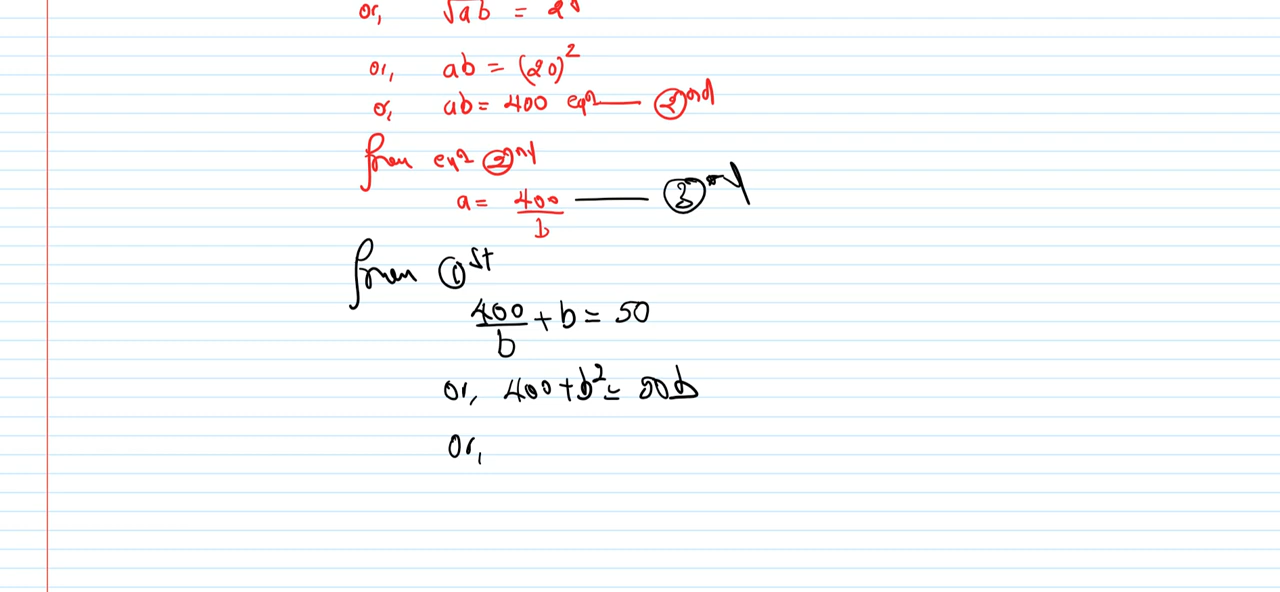 or, √ab = 20
or, ab = (20)²
or, ab = 400 eqn —— ②nd
from eqn ②nd
a = 400/b —— ③rd
from ①st
400/b + b = 50
or, 400 + b² = 50b
or,